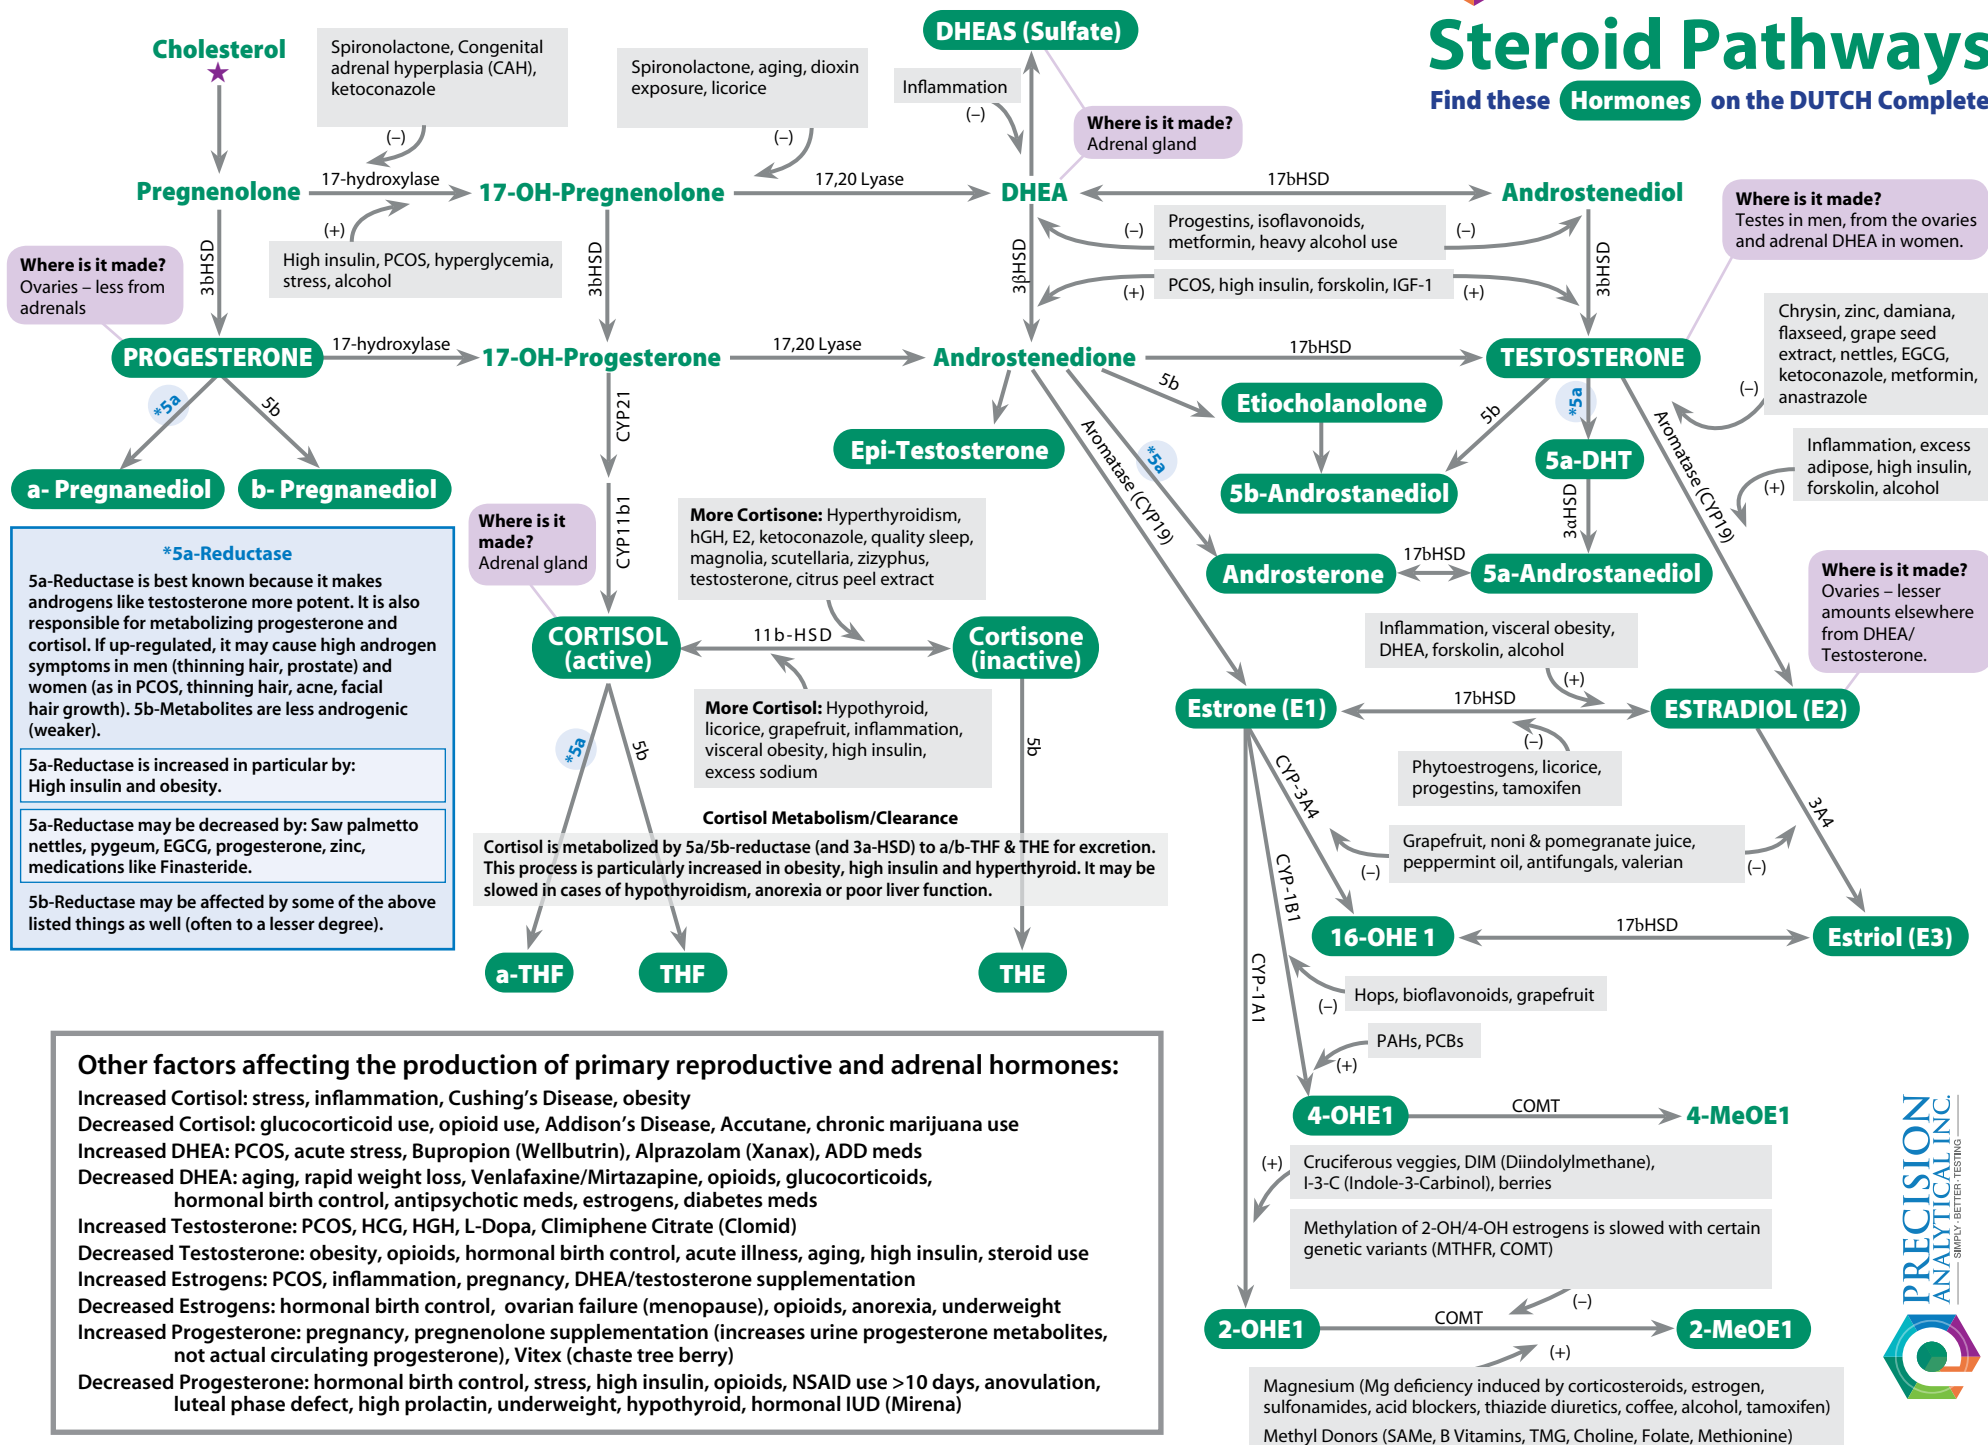 Steroid Pathways
Find these Hormones on the DUTCH Complete
Cholesterol
Spironolactone, Congenital
adrenal hyperplasia (CAH),
ketoconazole
(–)
Spironolactone, aging, dioxin
exposure, licorice
(–)
DHEAS (Sulfate)
Inflammation
(–)
Where is it made?
Adrenal gland
Pregnenolone
17-hydroxylase
17-OH-Pregnenolone
17,20 Lyase
DHEA
17bHSD
Androstenediol
(+)
High insulin, PCOS, hyperglycemia,
stress, alcohol
3bHSD
3bHSD
3βHSD
3bHSD
(–)
Progestins, isoflavonoids,
metformin, heavy alcohol use
(–)
(+)
PCOS, high insulin, forskolin, IGF-1
(+)
Where is it made?
Testes in men, from the ovaries
and adrenal DHEA in women.
Where is it made?
Ovaries – less from
adrenals
PROGESTERONE
17-hydroxylase
17-OH-Progesterone
17,20 Lyase
Androstenedione
17bHSD
TESTOSTERONE
Chrysin, zinc, damiana,
flaxseed, grape seed
extract, nettles, EGCG,
ketoconazole, metformin,
anastrazole
(–)
*5a
5b
a- Pregnanediol
b- Pregnanediol
CYP21
CYP11b1
Epi-Testosterone
Aromatase (CYP19)
*5a
5b
Etiocholanolone
5b-Androstanediol
5b
*5a
5a-DHT
3αHSD
Aromatase (CYP19)
Inflammation, excess
adipose, high insulin,
forskolin, alcohol
(+)
Androsterone
17bHSD
5a-Androstanediol
*5a-Reductase
5a-Reductase is best known because it makes
androgens like testosterone more potent. It is also
responsible for metabolizing progesterone and
cortisol. If up-regulated, it may cause high androgen
symptoms in men (thinning hair, prostate) and
women (as in PCOS, thinning hair, acne, facial
hair growth). 5b-Metabolites are less androgenic
(weaker).
5a-Reductase is increased in particular by:
High insulin and obesity.
5a-Reductase may be decreased by: Saw palmetto
nettles, pygeum, EGCG, progesterone, zinc,
medications like Finasteride.
5b-Reductase may be affected by some of the above
listed things as well (often to a lesser degree).
Where is it
made?
Adrenal gland
More Cortisone: Hyperthyroidism,
hGH, E2, ketoconazole, quality sleep,
magnolia, scutellaria, zizyphus,
testosterone, citrus peel extract
CORTISOL
(active)
11b-HSD
Cortisone
(inactive)
More Cortisol: Hypothyroid,
licorice, grapefruit, inflammation,
visceral obesity, high insulin,
excess sodium
*5a
5b
5b
Cortisol Metabolism/Clearance
Cortisol is metabolized by 5a/5b-reductase (and 3a-HSD) to a/b-THF & THE for excretion.
This process is particularly increased in obesity, high insulin and hyperthyroid. It may be
slowed in cases of hypothyroidism, anorexia or poor liver function.
a-THF
THF
THE
Where is it made?
Ovaries – lesser
amounts elsewhere
from DHEA/
Testosterone.
Inflammation, visceral obesity,
DHEA, forskolin, alcohol
(+)
Estrone (E1)
17bHSD
ESTRADIOL (E2)
(–)
Phytoestrogens, licorice,
progestins, tamoxifen
CYP-3A4
3A4
CYP-1B1
CYP-1A1
Grapefruit, noni & pomegranate juice,
peppermint oil, antifungals, valerian
(–)
(–)
16-OHE 1
17bHSD
Estriol (E3)
(–)
Hops, bioflavonoids, grapefruit
PAHs, PCBs
(+)
4-OHE1
COMT
4-MeOE1
(+)
Cruciferous veggies, DIM (Diindolylmethane),
I-3-C (Indole-3-Carbinol), berries
Methylation of 2-OH/4-OH estrogens is slowed with certain
genetic variants (MTHFR, COMT)
(–)
2-OHE1
COMT
2-MeOE1
(+)
Magnesium (Mg deficiency induced by corticosteroids, estrogen,
sulfonamides, acid blockers, thiazide diuretics, coffee, alcohol, tamoxifen)
Methyl Donors (SAMe, B Vitamins, TMG, Choline, Folate, Methionine)
Other factors affecting the production of primary reproductive and adrenal hormones:
Increased Cortisol: stress, inflammation, Cushing's Disease, obesity
Decreased Cortisol: glucocorticoid use, opioid use, Addison's Disease, Accutane, chronic marijuana use
Increased DHEA: PCOS, acute stress, Bupropion (Wellbutrin), Alprazolam (Xanax), ADD meds
Decreased DHEA: aging, rapid weight loss, Venlafaxine/Mirtazapine, opioids, glucocorticoids,
hormonal birth control, antipsychotic meds, estrogens, diabetes meds
Increased Testosterone: PCOS, HCG, HGH, L-Dopa, Climiphene Citrate (Clomid)
Decreased Testosterone: obesity, opioids, hormonal birth control, acute illness, aging, high insulin, steroid use
Increased Estrogens: PCOS, inflammation, pregnancy, DHEA/testosterone supplementation
Decreased Estrogens: hormonal birth control, ovarian failure (menopause), opioids, anorexia, underweight
Increased Progesterone: pregnancy, pregnenolone supplementation (increases urine progesterone metabolites,
not actual circulating progesterone), Vitex (chaste tree berry)
Decreased Progesterone: hormonal birth control, stress, high insulin, opioids, NSAID use >10 days, anovulation,
luteal phase defect, high prolactin, underweight, hypothyroid, hormonal IUD (Mirena)
PRECISION
ANALYTICAL INC.
SIMPLY · BETTER · TESTING